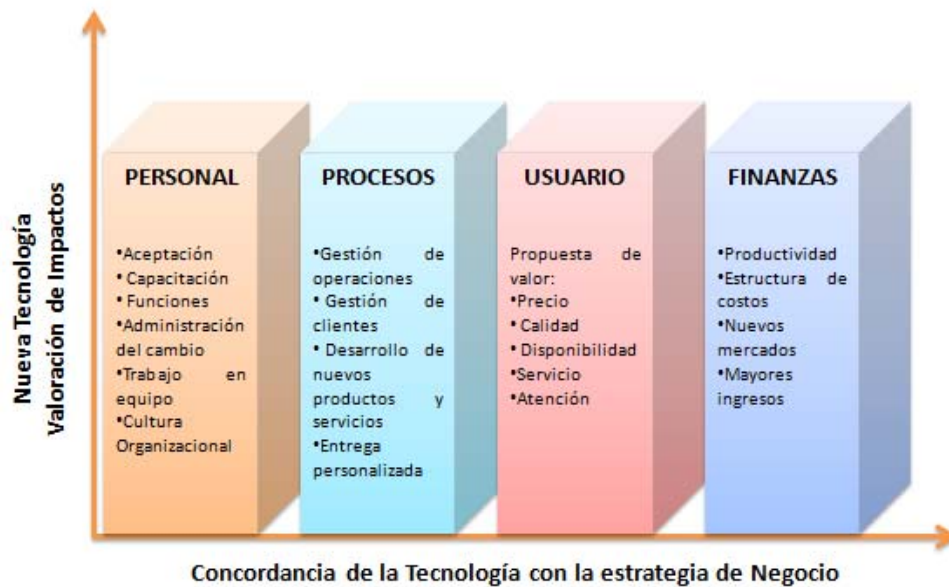 Nueva Tecnología
Valoración de Impactos
PERSONAL
•Aceptación
• Capacitación
• Funciones
•Administración
del cambio
•Trabajo en
equipo
•Cultura
Organizacional
PROCESOS
•Gestión de
operaciones
• Gestión de
clientes
• Desarrollo de
nuevos
productos y
servicios
•Entrega
personalizada
USUARIO
Propuesta de
valor:
•Precio
• Calidad
• Disponibilidad
•Servicio
•Atención
FINANZAS
•Productividad
•Estructura de
costos
•Nuevos
mercados
•Mayores
ingresos
Concordancia de la Tecnología con la estrategia de Negocio